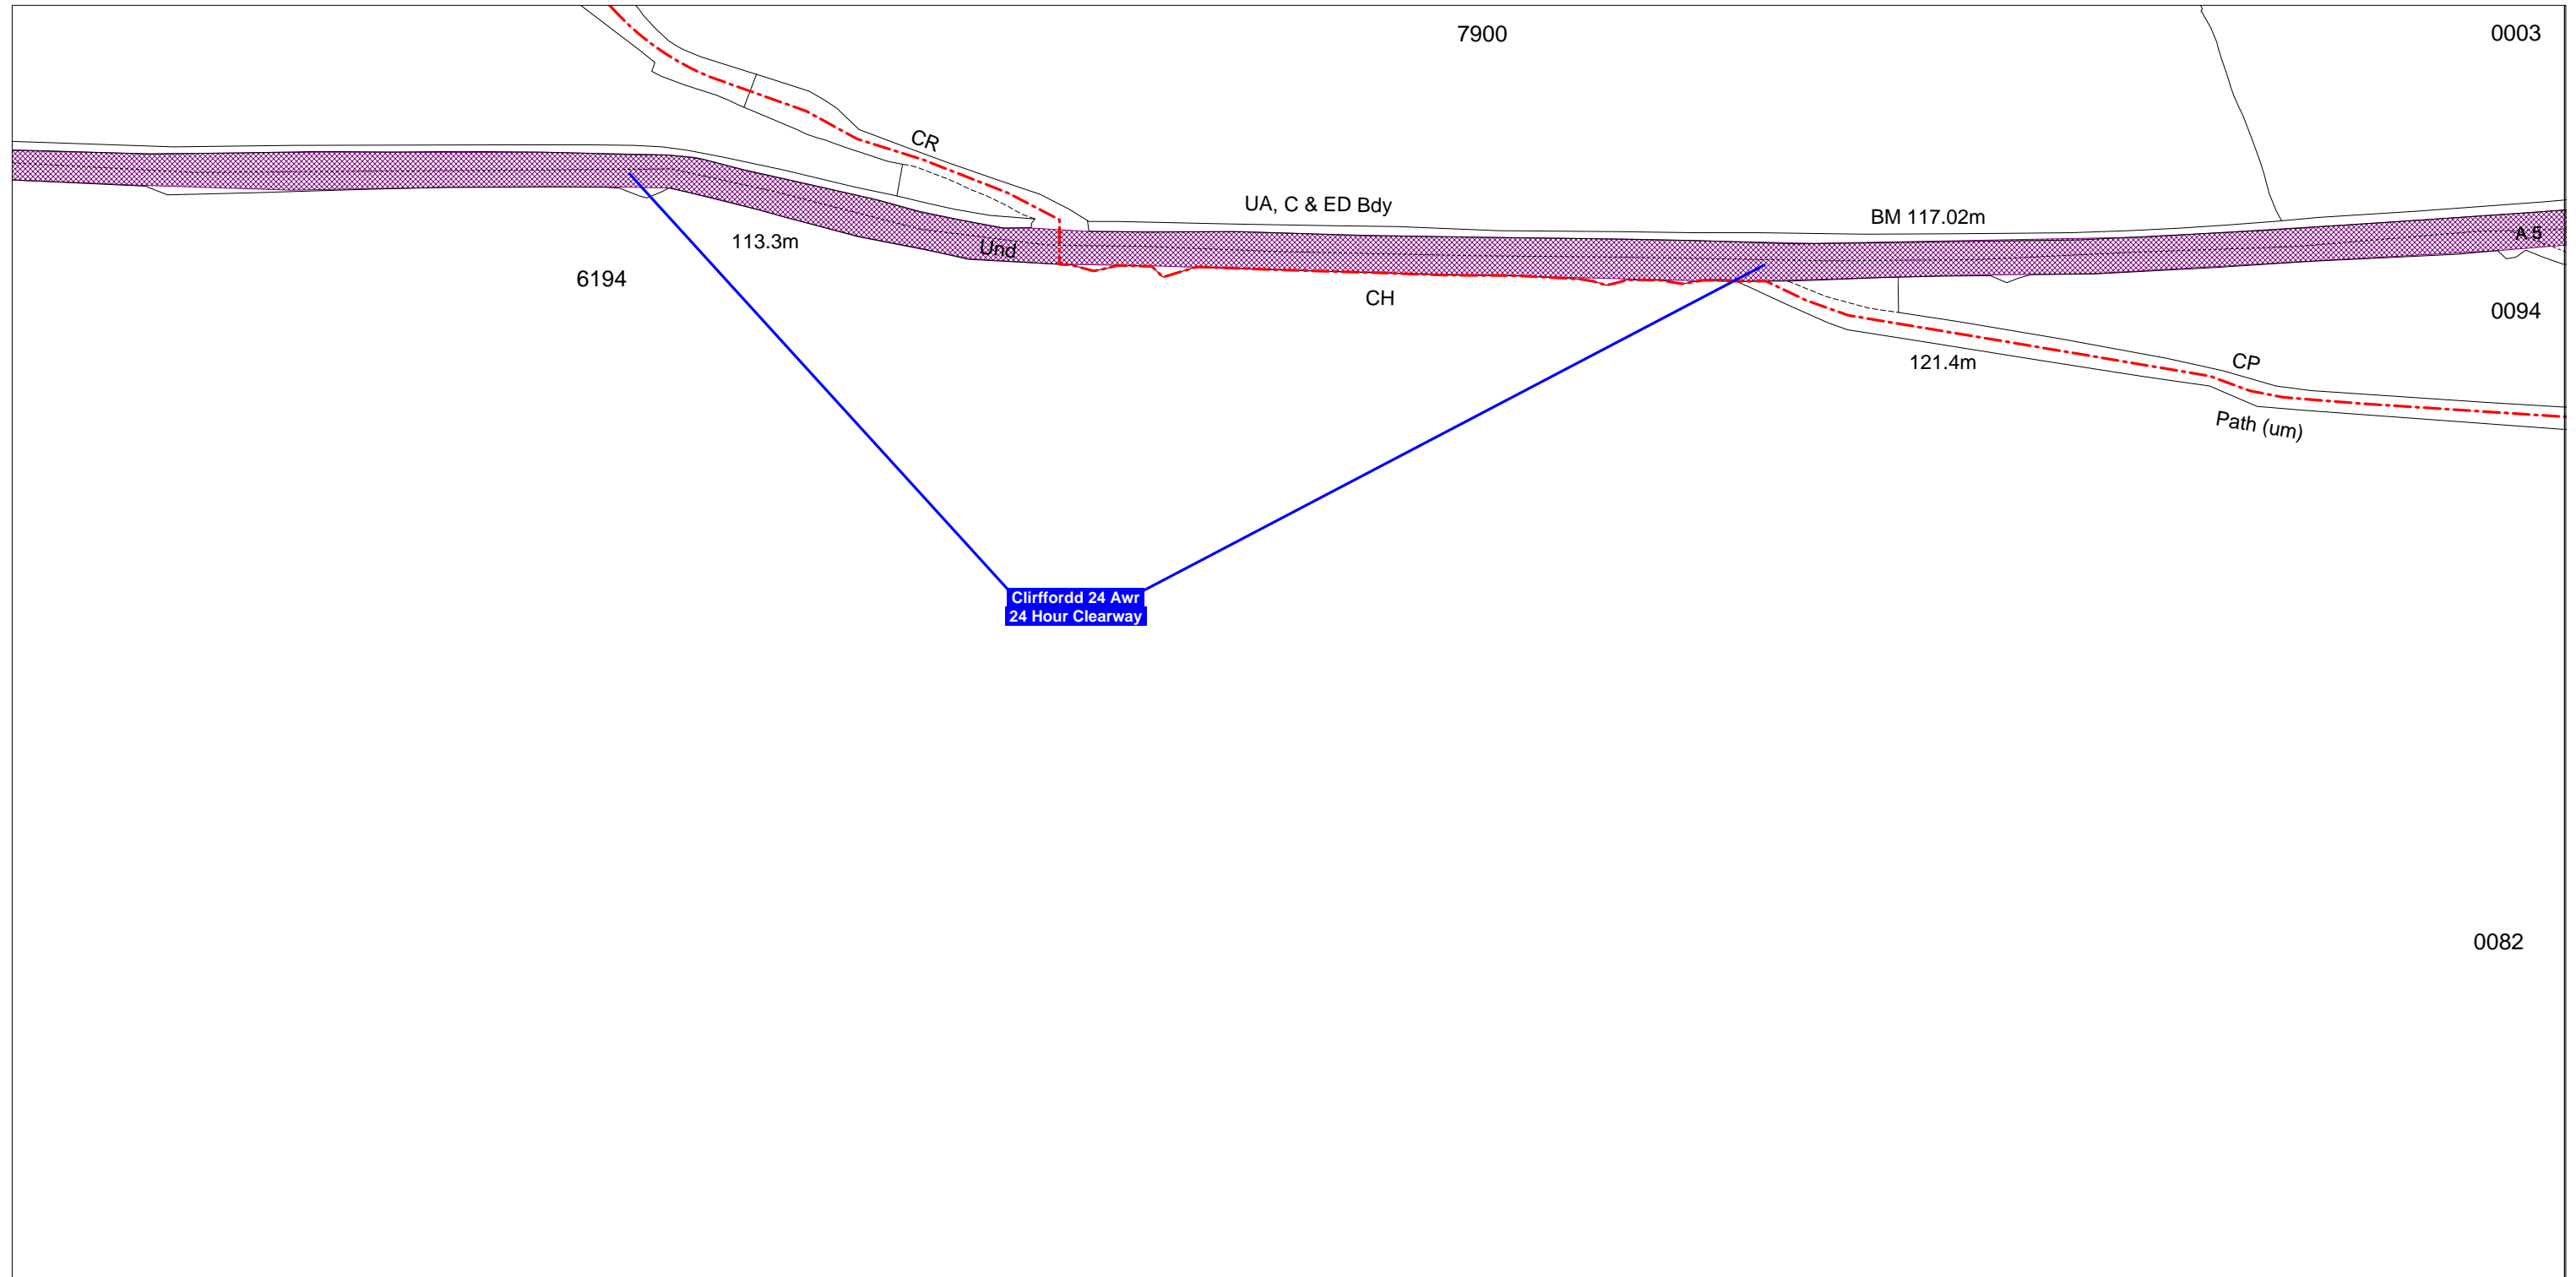 7900
0003
CR
UA, C & ED Bdy
BM 117.02m
A 5
113.3m
Und
6194
CH
0094
121.4m
CP
Path (um)
Clirffordd 24 Awr
24 Hour Clearway
0082